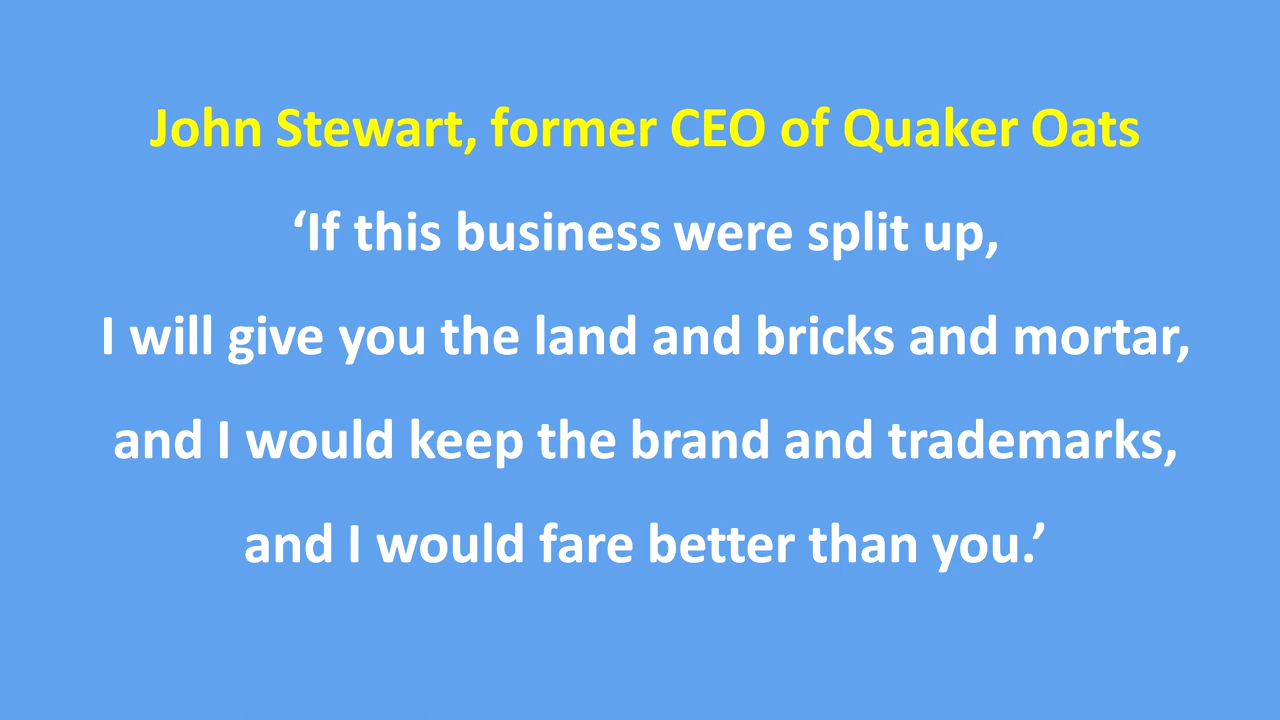 John Stewart, former CEO of Quaker Oats
‘If this business were split up,
I will give you the land and bricks and mortar,
and I would keep the brand and trademarks,
and I would fare better than you.’